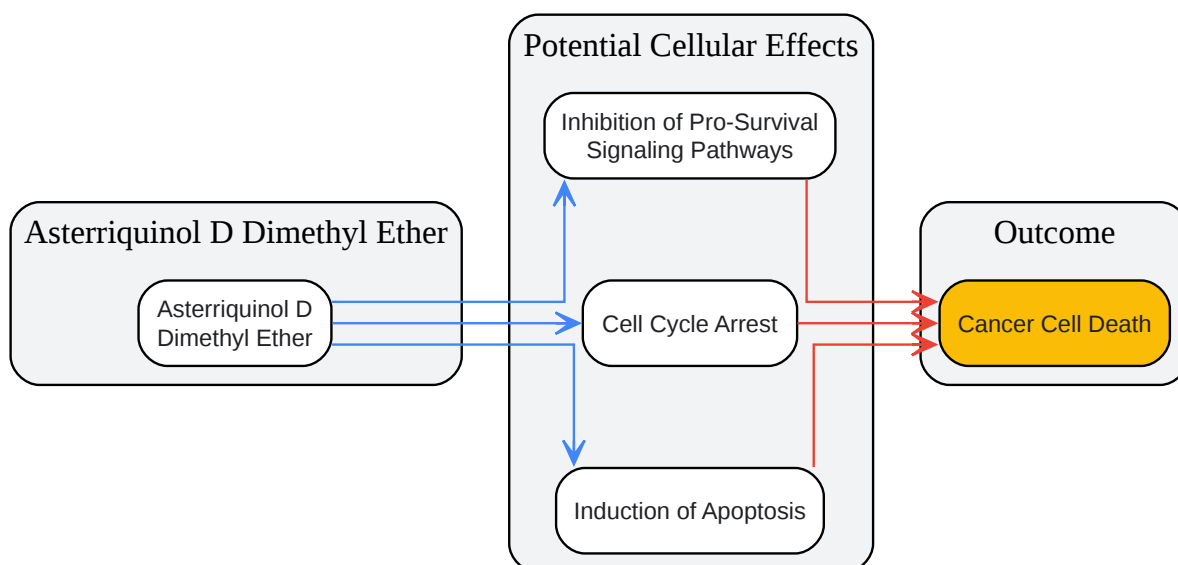 Potential Cellular Effects
Inhibition of Pro-Survival
Signaling Pathways
Asterriquinol D Dimethyl Ether
Asterriquinol D
Dimethyl Ether
Cell Cycle Arrest
Outcome
Cancer Cell Death
Induction of Apoptosis